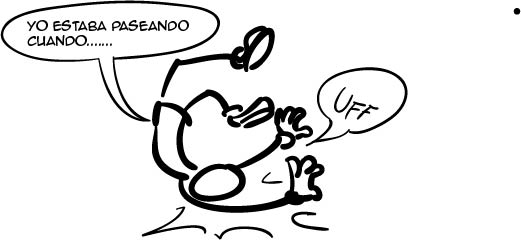 YO ESTABA PASEANDO
CUANDO.......
UFF